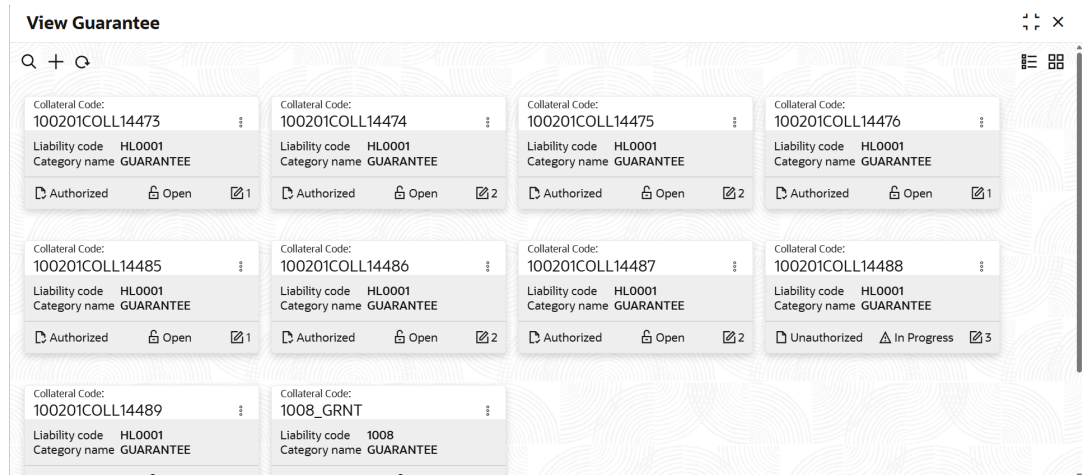 View Guarantee
Collateral Code: Collateral Code: Collateral Code: Collateral Code:
100201COLL14473 100201COLL14474 100201COLL14475 100201COLL14476
Liability code HL0001 Liability code HL0001 Liability code HL0001 Liability code HL0001
Category name GUARANTEE Category name GUARANTEE Category name GUARANTEE Category name GUARANTEE
Authorized Open 1 Authorized Open 2 Authorized Open 2 Authorized Open 1
Collateral Code: Collateral Code: Collateral Code: Collateral Code:
100201COLL14485 100201COLL14486 100201COLL14487 100201COLL14488
Liability code HL0001 Liability code HL0001 Liability code HL0001 Liability code HL0001
Category name GUARANTEE Category name GUARANTEE Category name GUARANTEE Category name GUARANTEE
Authorized Open 1 Authorized Open 2 Authorized Open 2 Unauthorized In Progress 3
Collateral Code: Collateral Code:
100201COLL14489 1008_GRNT
Liability code HL0001 Liability code 1008
Category name GUARANTEE Category name GUARANTEE